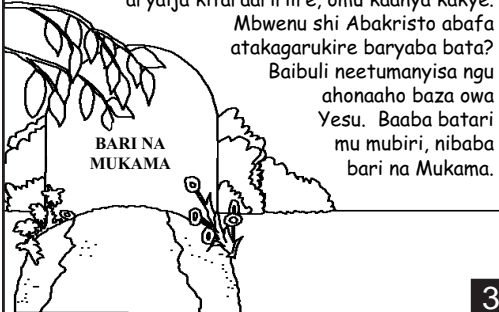 kakye.
Mbwenu shi Abakristo abafa
atakagarukire baryaba bata?
Baibuli neetumanyisa ngu
ahonaaho baza owa
Yesu. Baaba batari
mu mubiri, nibaba
bari na Mukama.
BARI NA
MUKAMA
3